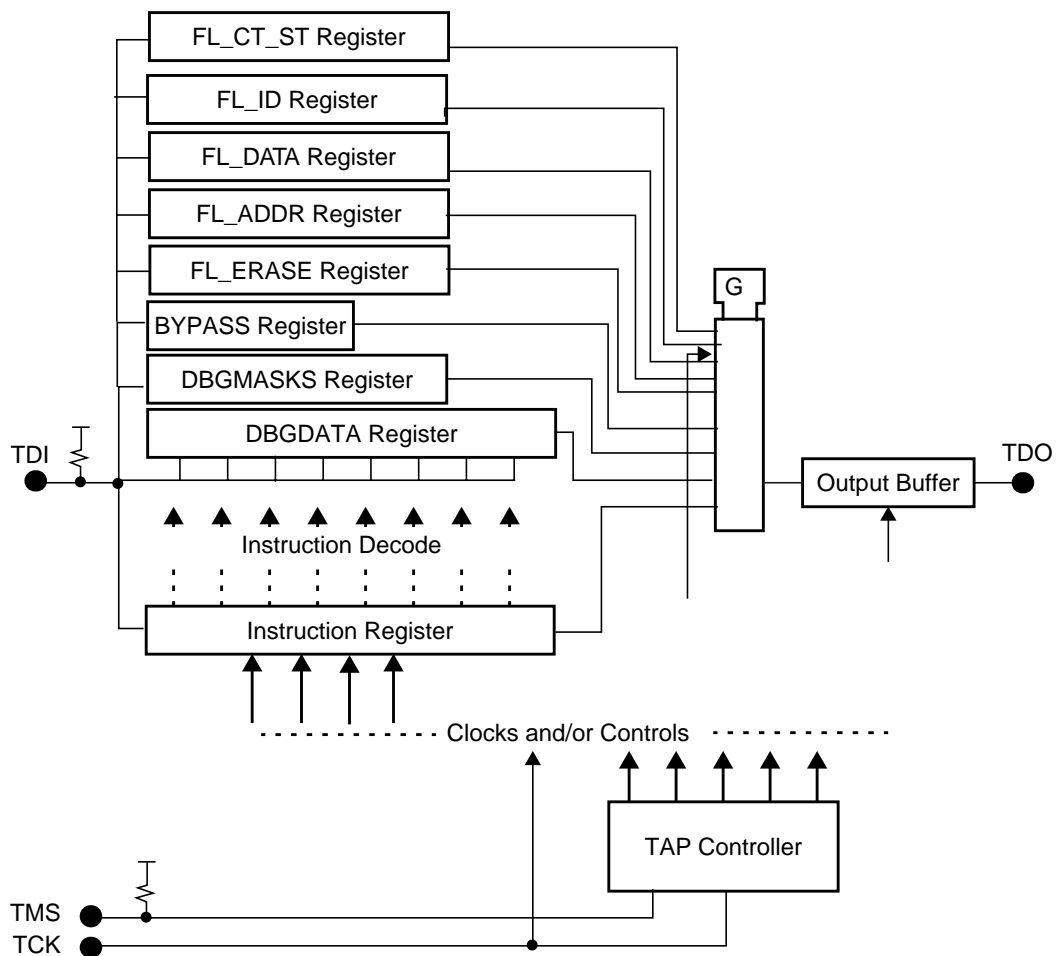 FL_CT_ST Register
FL_ID Register
FL_DATA Register
FL_ADDR Register
FL_ERASE Register
G
BYPASS Register
DBGMASKS Register
DBGDATA Register
TDI
TDO
Output Buffer
Instruction Decode
Instruction Register
Clocks and/or Controls
TAP Controller
TMS
TCK